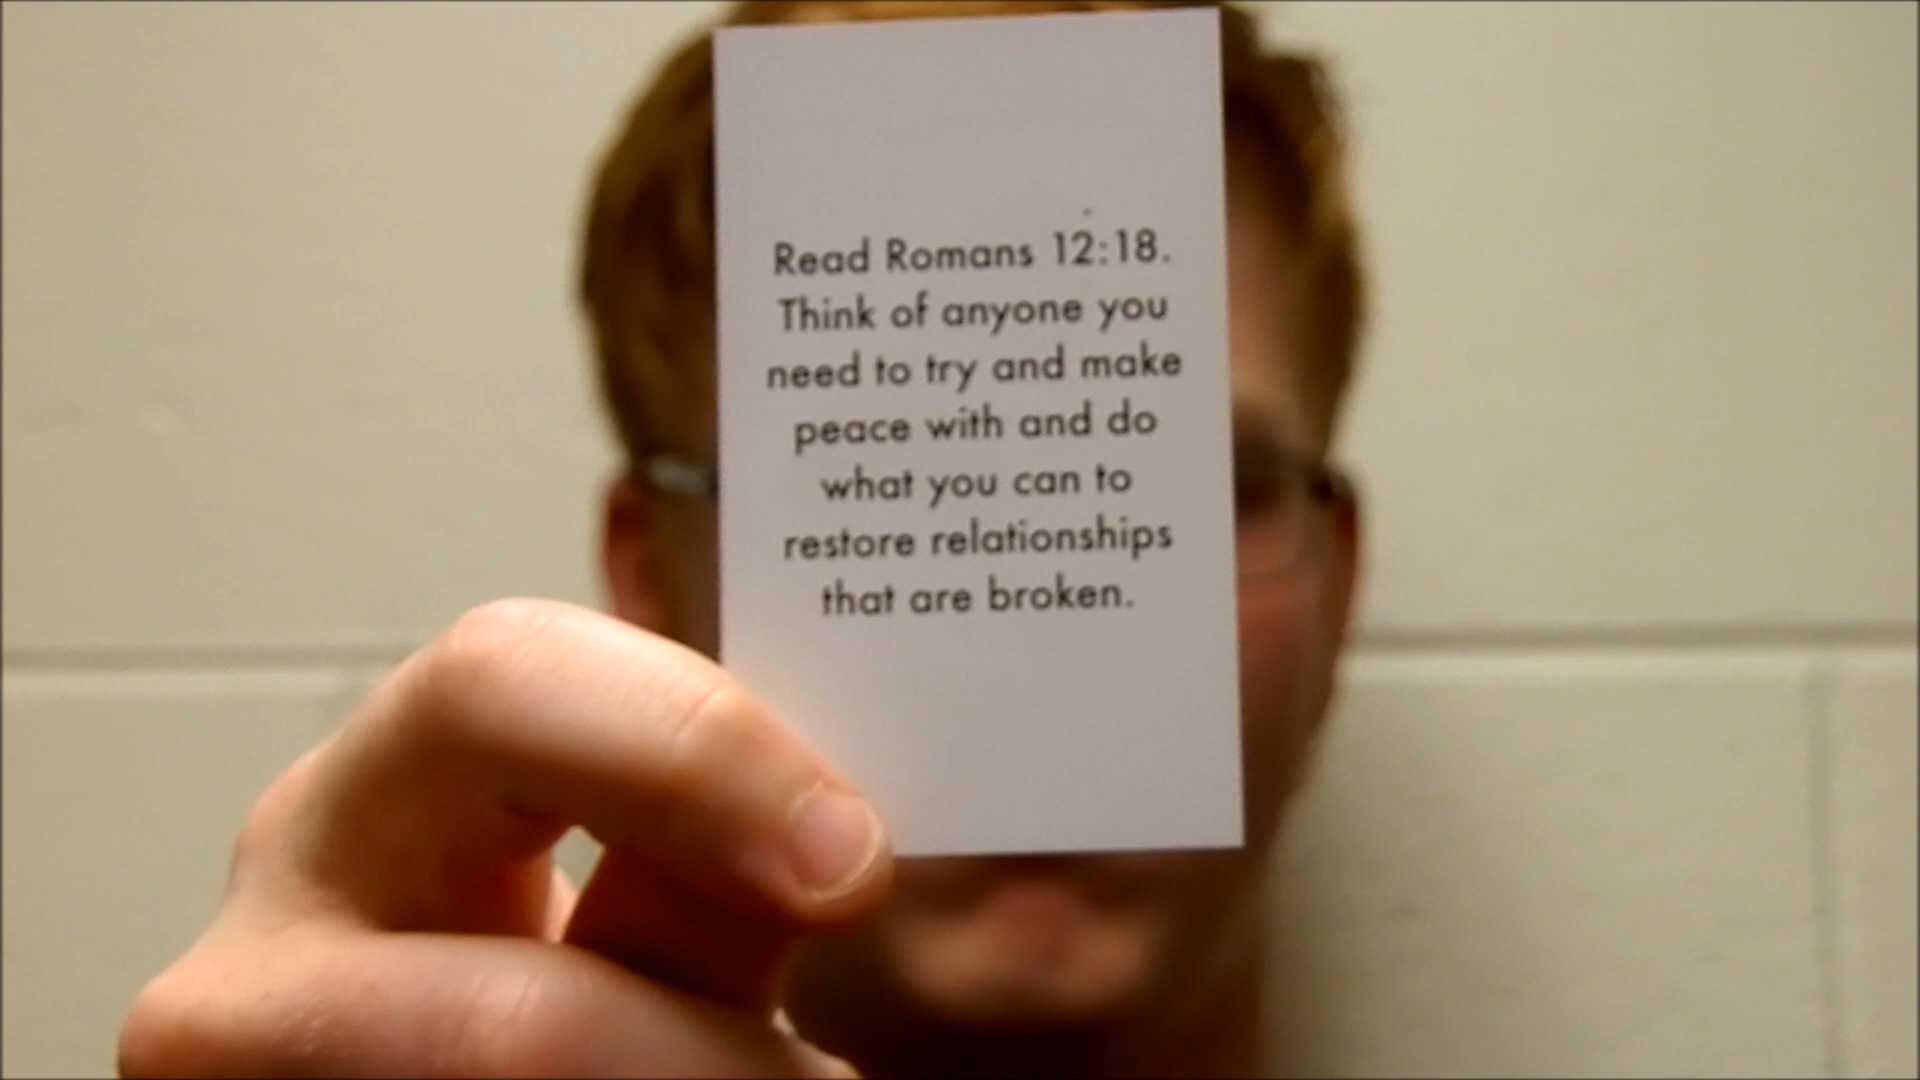 Read Romans 12:18.
Think of anyone you
need to try and make
peace with and do
what you can to
restore relationships
that are broken.